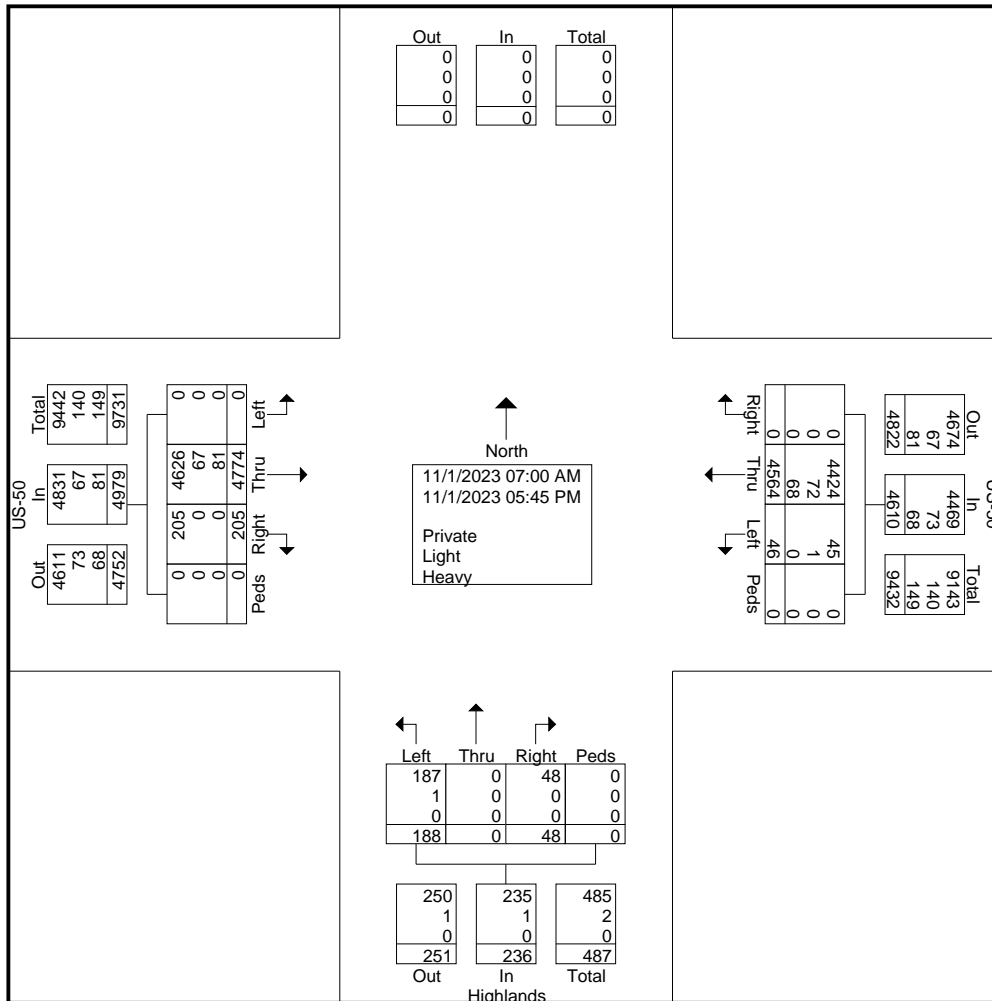 Out In Total
0 0 0
0 0 0
0 0 0
0 0 0
US-50
Total In Out
9442 4831 4611
140 67 73
149 81 68
9731 4979 4752
0 4626 205 0
0 67 0 0
0 81 0 0
0 4774 205 0
Left Thru Right Peds
North
11/1/2023 07:00 AM
11/1/2023 05:45 PM
Private
Light
Heavy
Right Thru Left Peds
0 4424 45 0
0 72 1 0
0 68 0 0
0 4564 46 0
Out In Total
4674 4469 9143
67 73 140
81 68 149
4822 4610 9432
Left Thru Right Peds
187 0 48 0
1 0 0 0
0 0 0 0
188 0 48 0
250 235 485
1 1 2
0 0 0
251 236 487
Out In Total
Highlands